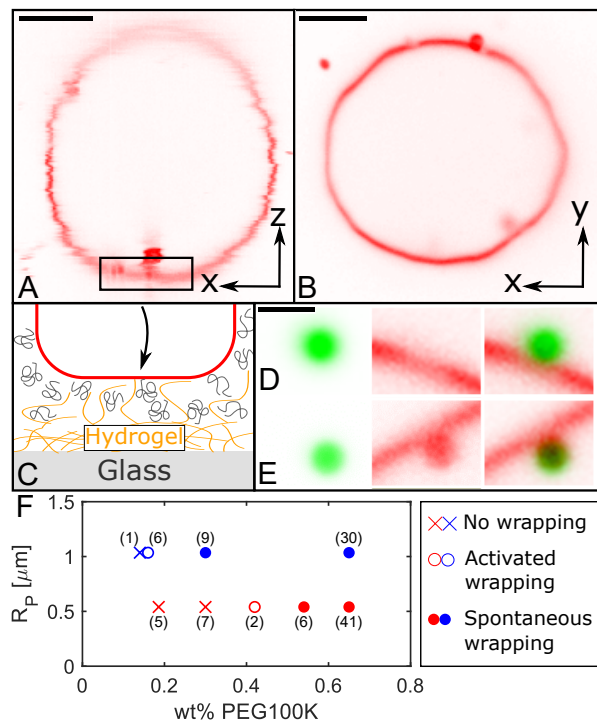 A
z
x
B
y
x
C
Hydrogel
Glass
D
E
F
R_P [μm]
1.5
1
0.5
0
(1)
(6)
(9)
(30)
(5)
(7)
(2)
(6)
(41)
0
0.2
0.4
0.6
0.8
wt% PEG100K
No wrapping
Activated
wrapping
Spontaneous
wrapping